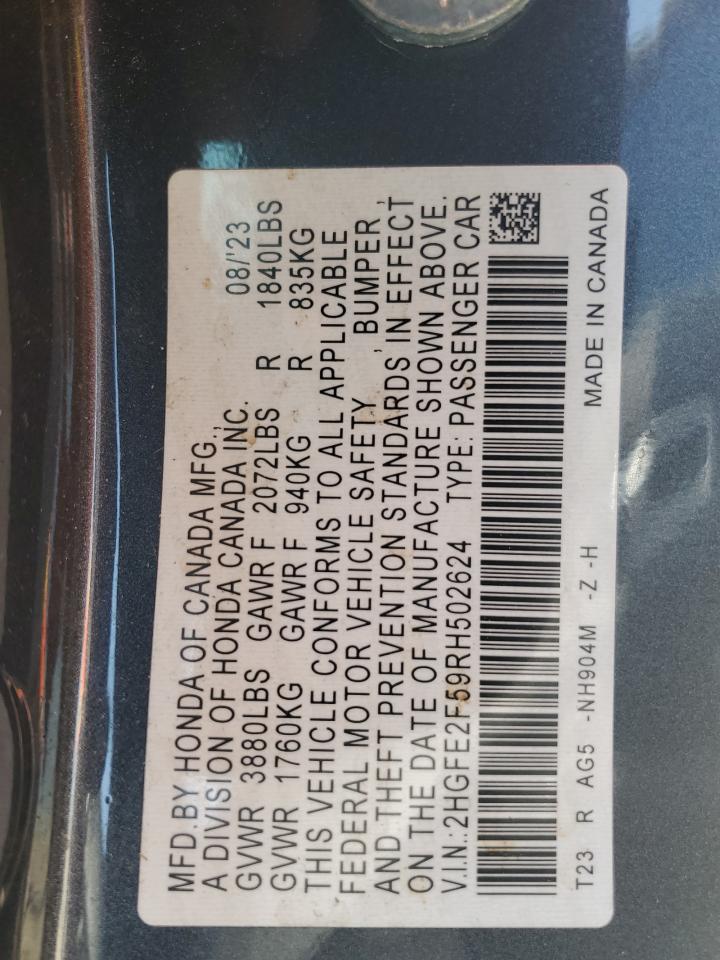 MFD.BY HONDA OF CANADA MFG.,
A DIVISION OF HONDA CANADA INC. 08/'23
GVWR 3880LBS GAWR F 2072LBS R 1840LBS
GVWR 1760KG GAWR F 940KG R 835KG
THIS VEHICLE CONFORMS TO ALL APPLICABLE
FEDERAL MOTOR VEHICLE SAFETY , BUMPER ,
AND THEFT PREVENTION STANDARDS IN EFFECT
ON THE DATE OF MANUFACTURE SHOWN ABOVE.
V.I.N.:2HGFE2F59RH502624 TYPE: PASSENGER CAR
T23 R AG5 -NH904M -Z -H MADE IN CANADA